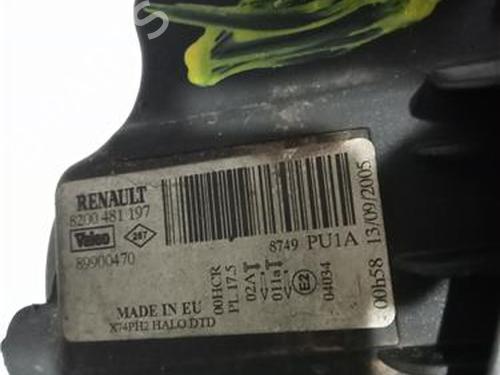 RENAULT
8200 481 197
Valeo
267
89900470
8749 PU1A
00HCR
PL 17.5
02A
011a
E2
04034
00h58 13/09/2005
MADE IN EU
X74PH2 HALO DTD